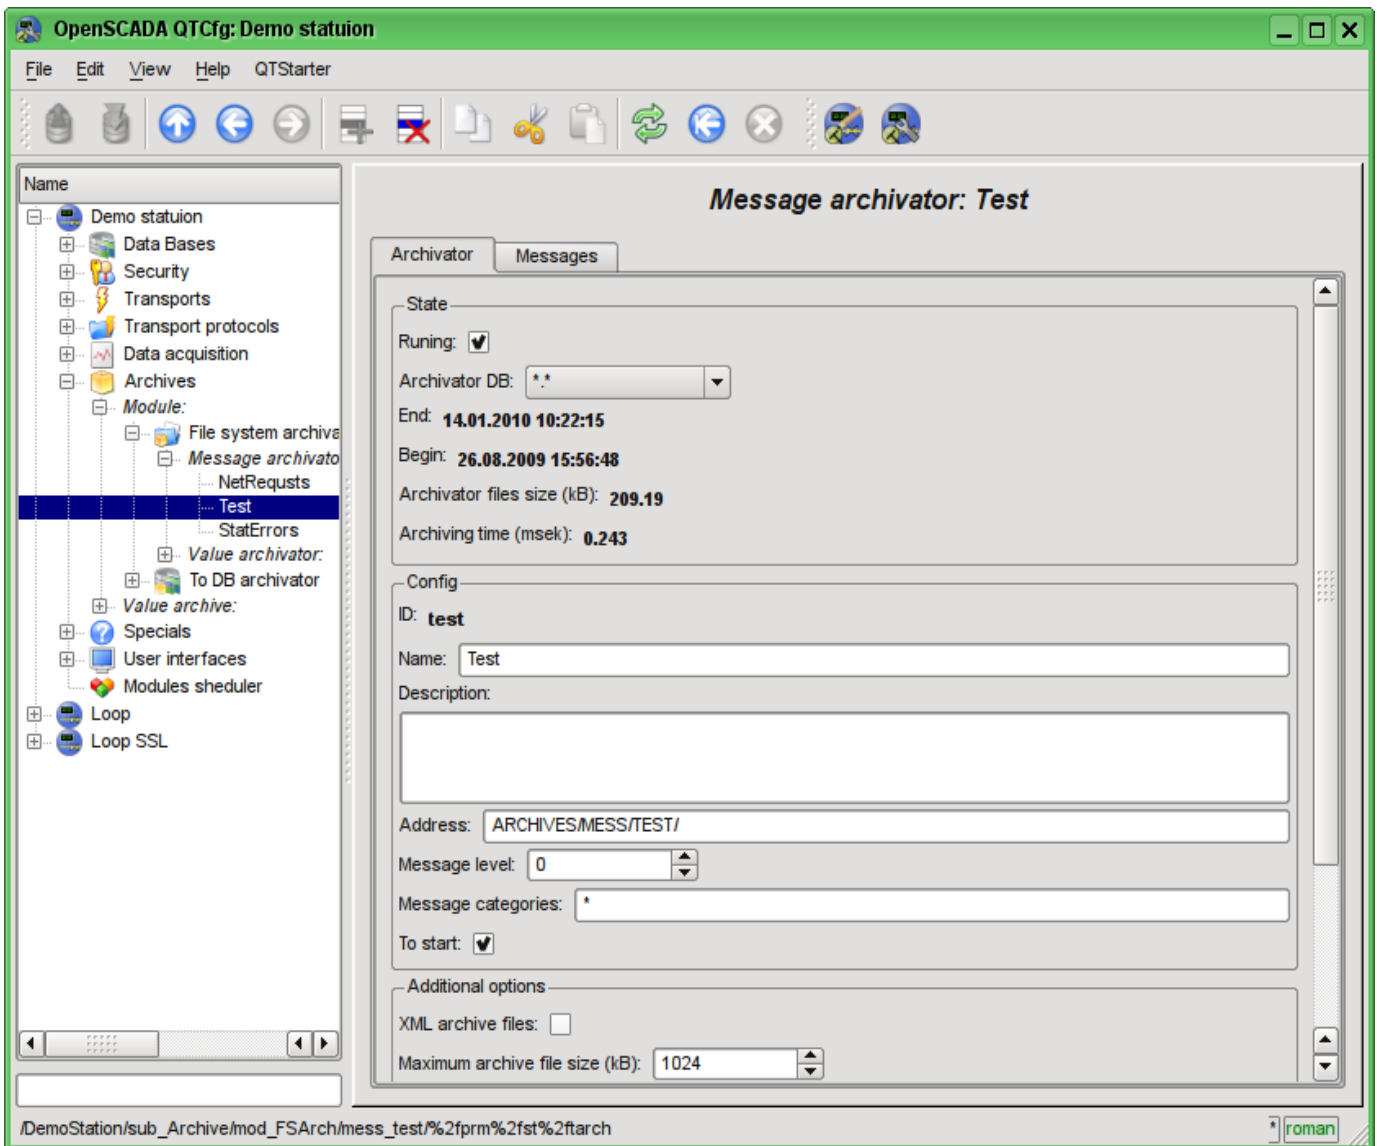 OpenSCADA QTCfg: Demo statuion
File Edit View Help QTStarter
Name
Demo statuion
Data Bases
Security
Transports
Transport protocols
Data acquisition
Archives
Module:
File system archiva
Message archivato
NetRequsts
Test
StatErrors
Value archivator:
To DB archivator
Value archive:
Specials
User interfaces
Modules sheduler
Loop
Loop SSL
Message archivator: Test
Archivator Messages
State
Runing:
Archivator DB: *.*
End: 14.01.2010 10:22:15
Begin: 26.08.2009 15:56:48
Archivator files size (kB): 209.19
Archiving time (msek): 0.243
Config
ID: test
Name: Test
Description:
Address: ARCHIVES/MESS/TEST/
Message level: 0
Message categories: *
To start:
Additional options
XML archive files:
Maximum archive file size (kB): 1024
/DemoStation/sub_Archive/mod_FSArch/mess_test/%2fprm%2fst%2ftarch
* roman